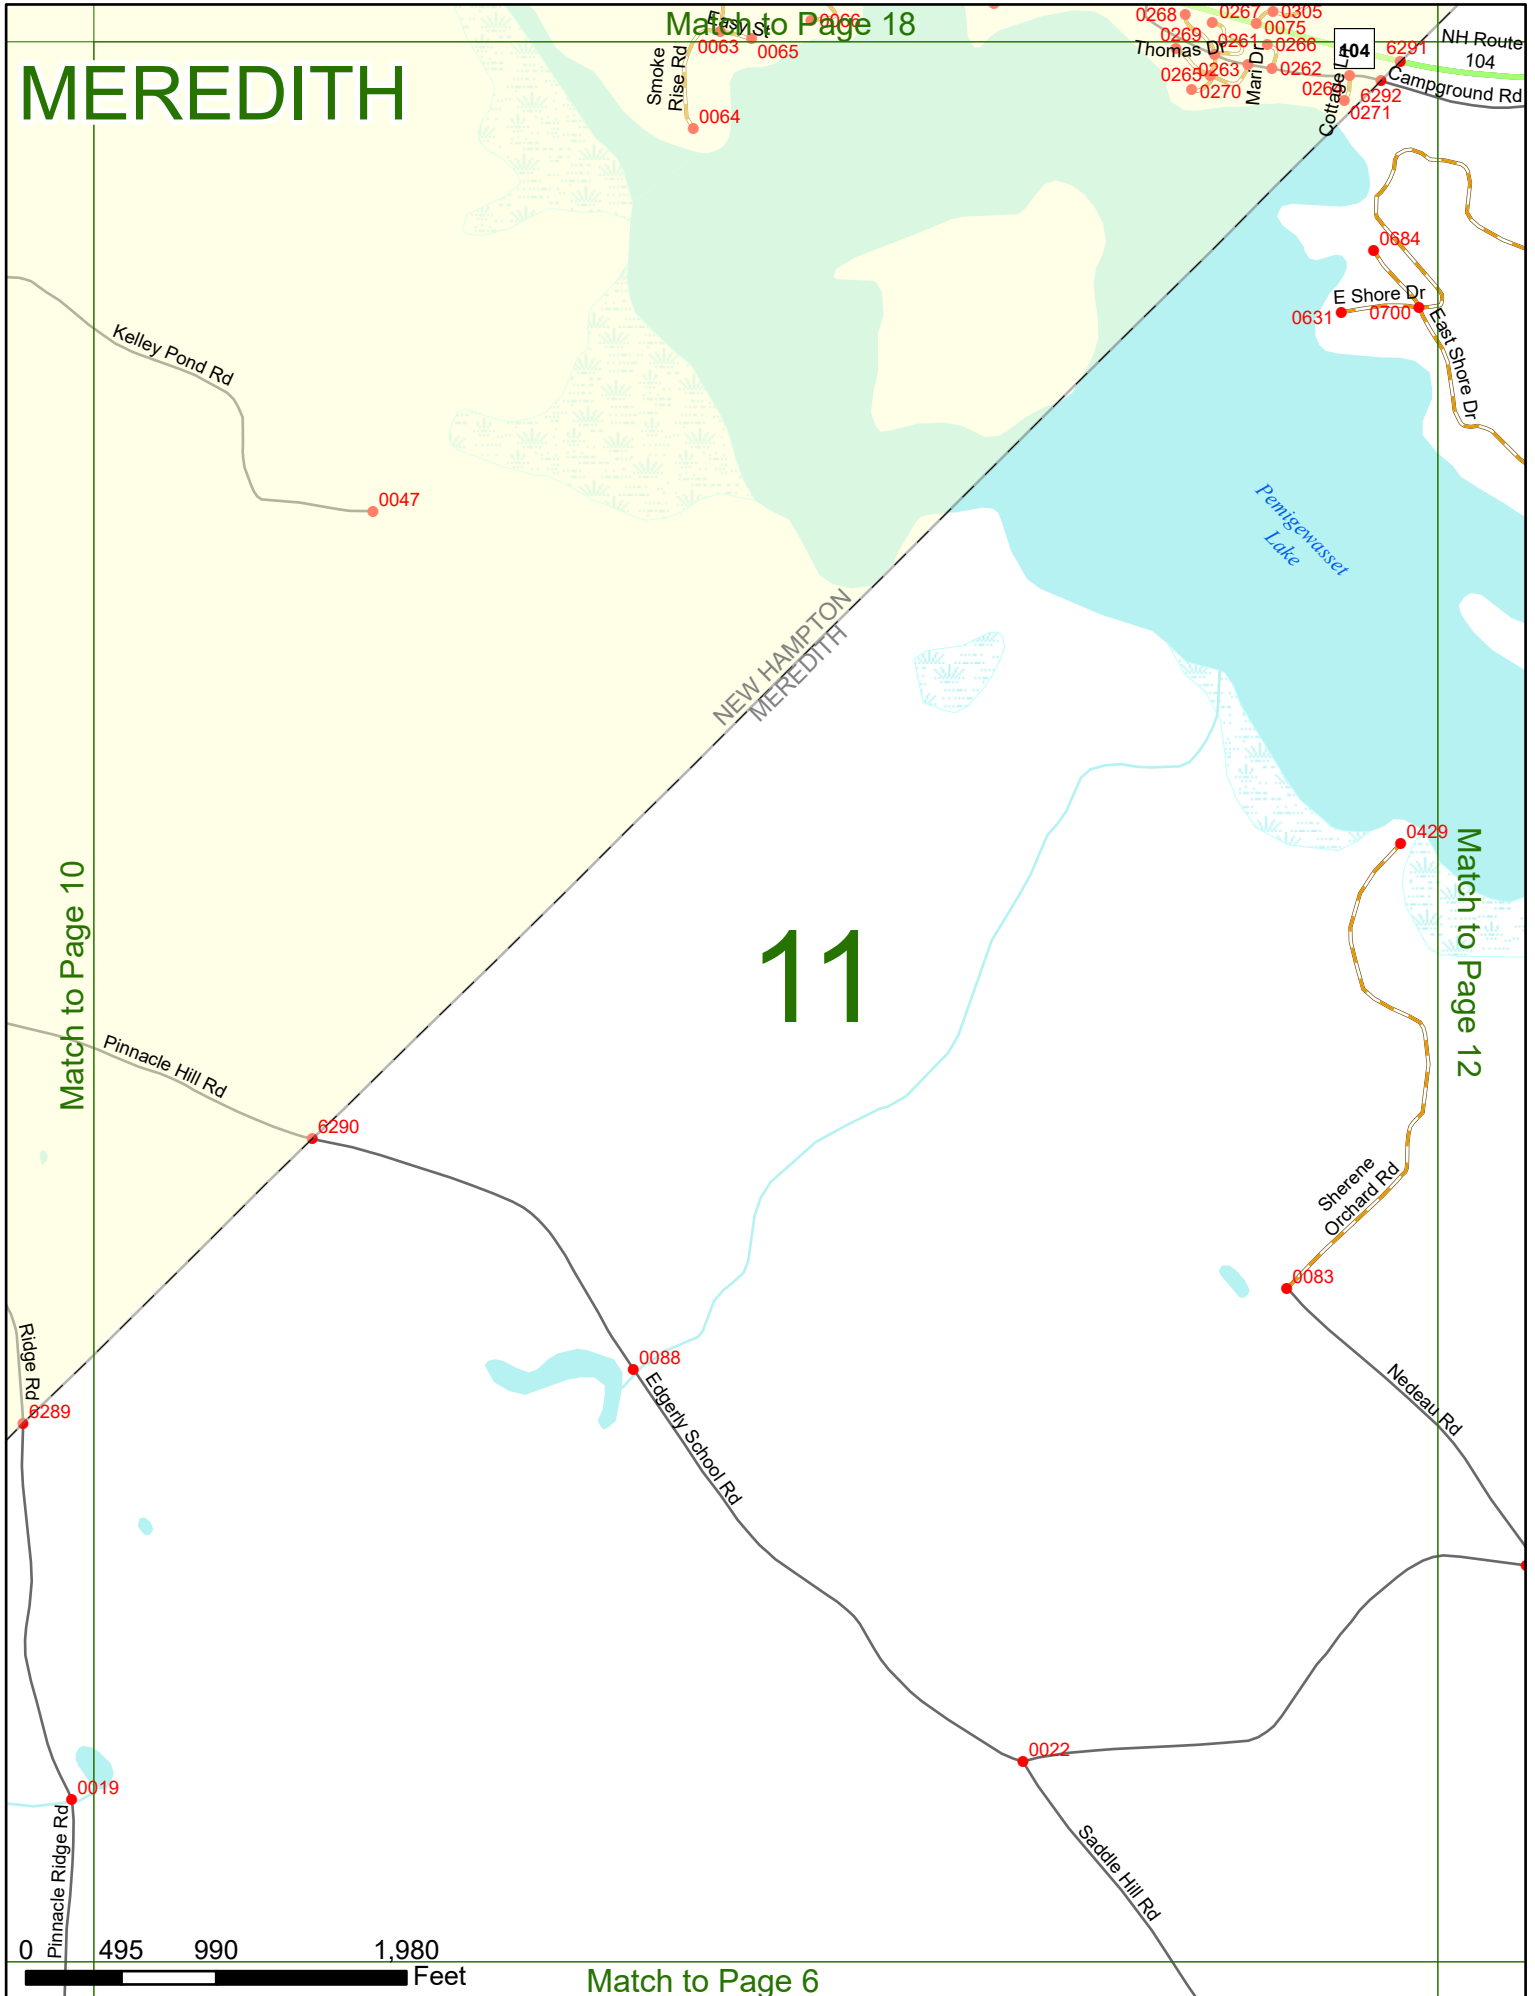 Match to Page 18
MEREDITH
Easy St
0066
0063
0065
Smoke
Rise Rd
0064
0268
0267
0305
0075
0269
0261
0266
Thomas Dr
0265
0263
0262
0270
Mari Dr
104
6291
NH Route
104
Campground Rd
6292
0271
Cottage Ln
0684
E Shore Dr
0631
0700
East Shore Dr
Kelley Pond Rd
0047
Pemigewasset
Lake
NEW HAMPTON
MEREDITH
0429
Match to Page 10
Match to Page 12
11
Pinnacle Hill Rd
6290
Sherene
Orchard Rd
0083
Ridge Rd
0088
Edgerly School Rd
Nedeau Rd
6289
0022
0019
Pinnacle Ridge Rd
Saddle Hill Rd
0 495 990 1,980
Feet
Match to Page 6